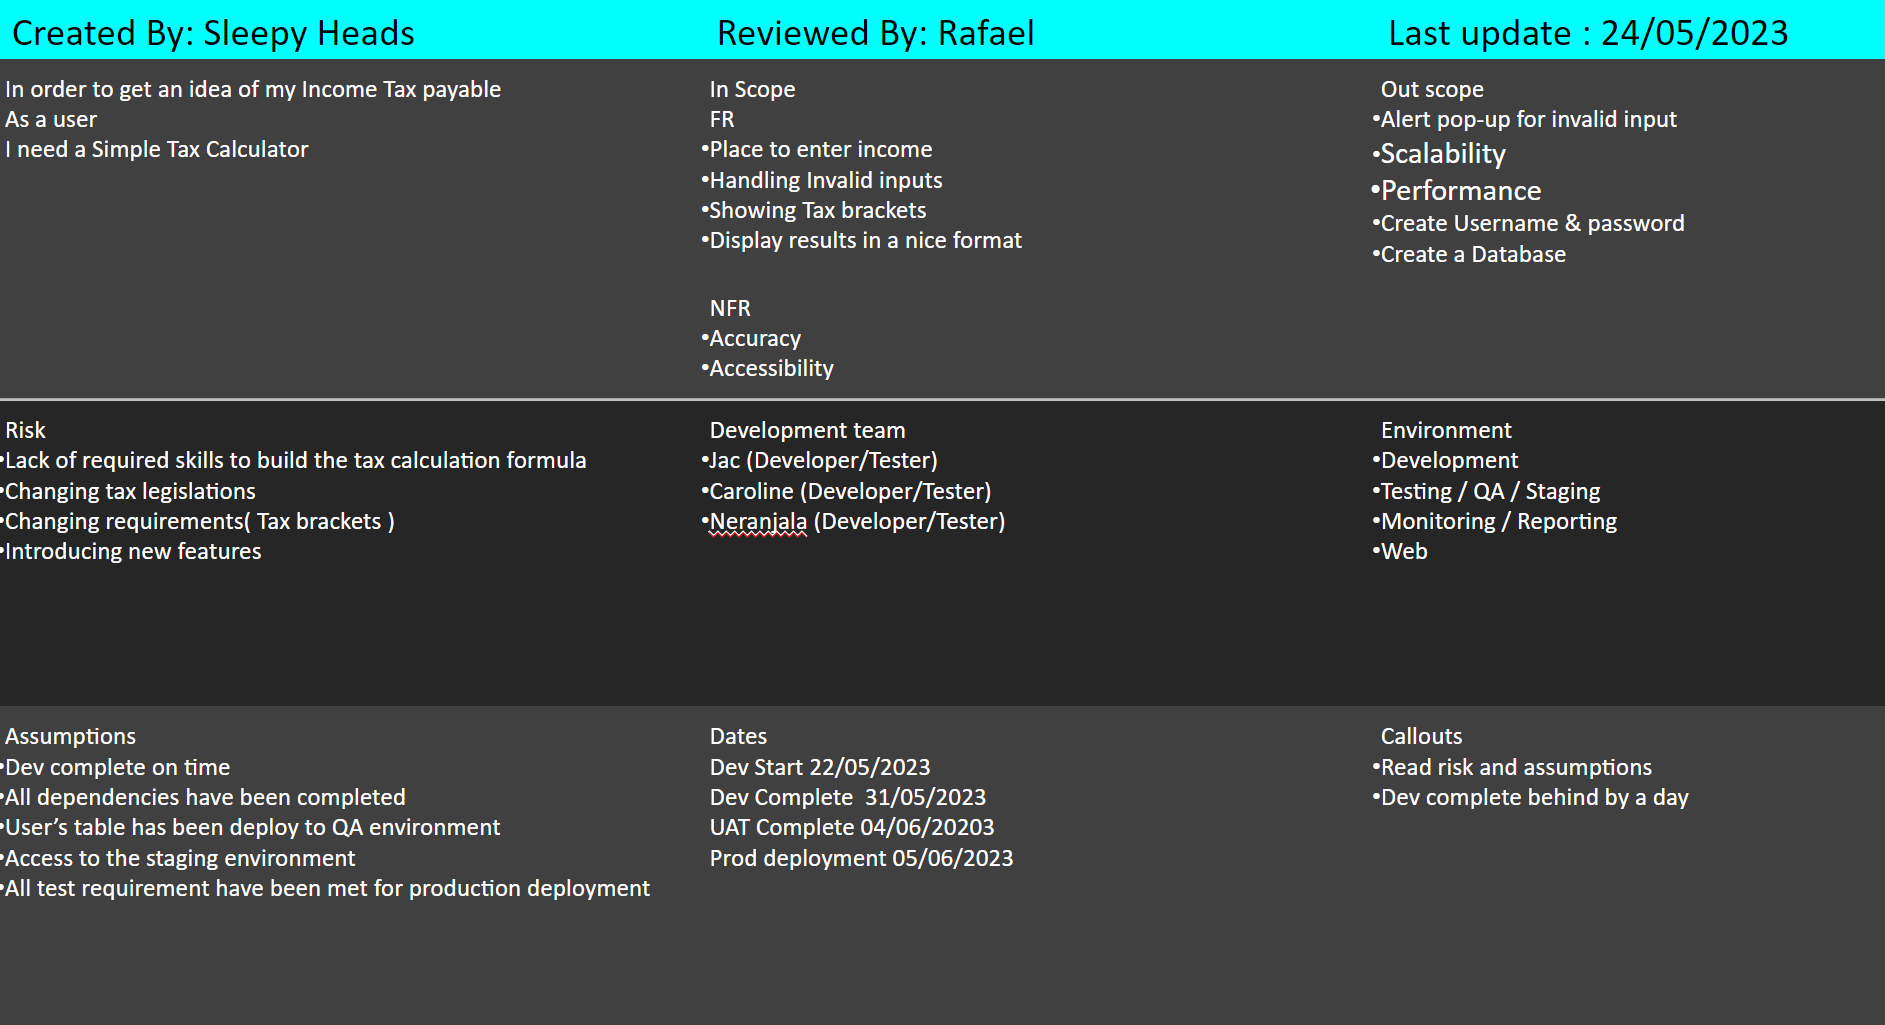 Created By: Sleepy Heads
Reviewed By: Rafael
Last update : 24/05/2023
In order to get an idea of my Income Tax payable
As a user
I need a Simple Tax Calculator
In Scope
FR
•Place to enter income
•Handling Invalid inputs
•Showing Tax brackets
•Display results in a nice format
NFR
•Accuracy
•Accessibility
Out scope
•Alert pop-up for invalid input
•Scalability
•Performance
•Create Username & password
•Create a Database
Risk
•Lack of required skills to build the tax calculation formula
•Changing tax legislations
•Changing requirements( Tax brackets )
•Introducing new features
Development team
•Jac (Developer/Tester)
•Caroline (Developer/Tester)
•Neranjala (Developer/Tester)
Environment
•Development
•Testing / QA / Staging
•Monitoring / Reporting
•Web
Assumptions
•Dev complete on time
•All dependencies have been completed
•User’s table has been deploy to QA environment
•Access to the staging environment
•All test requirement have been met for production deployment
Dates
Dev Start 22/05/2023
Dev Complete  31/05/2023
UAT Complete 04/06/20203
Prod deployment 05/06/2023
Callouts
•Read risk and assumptions
•Dev complete behind by a day